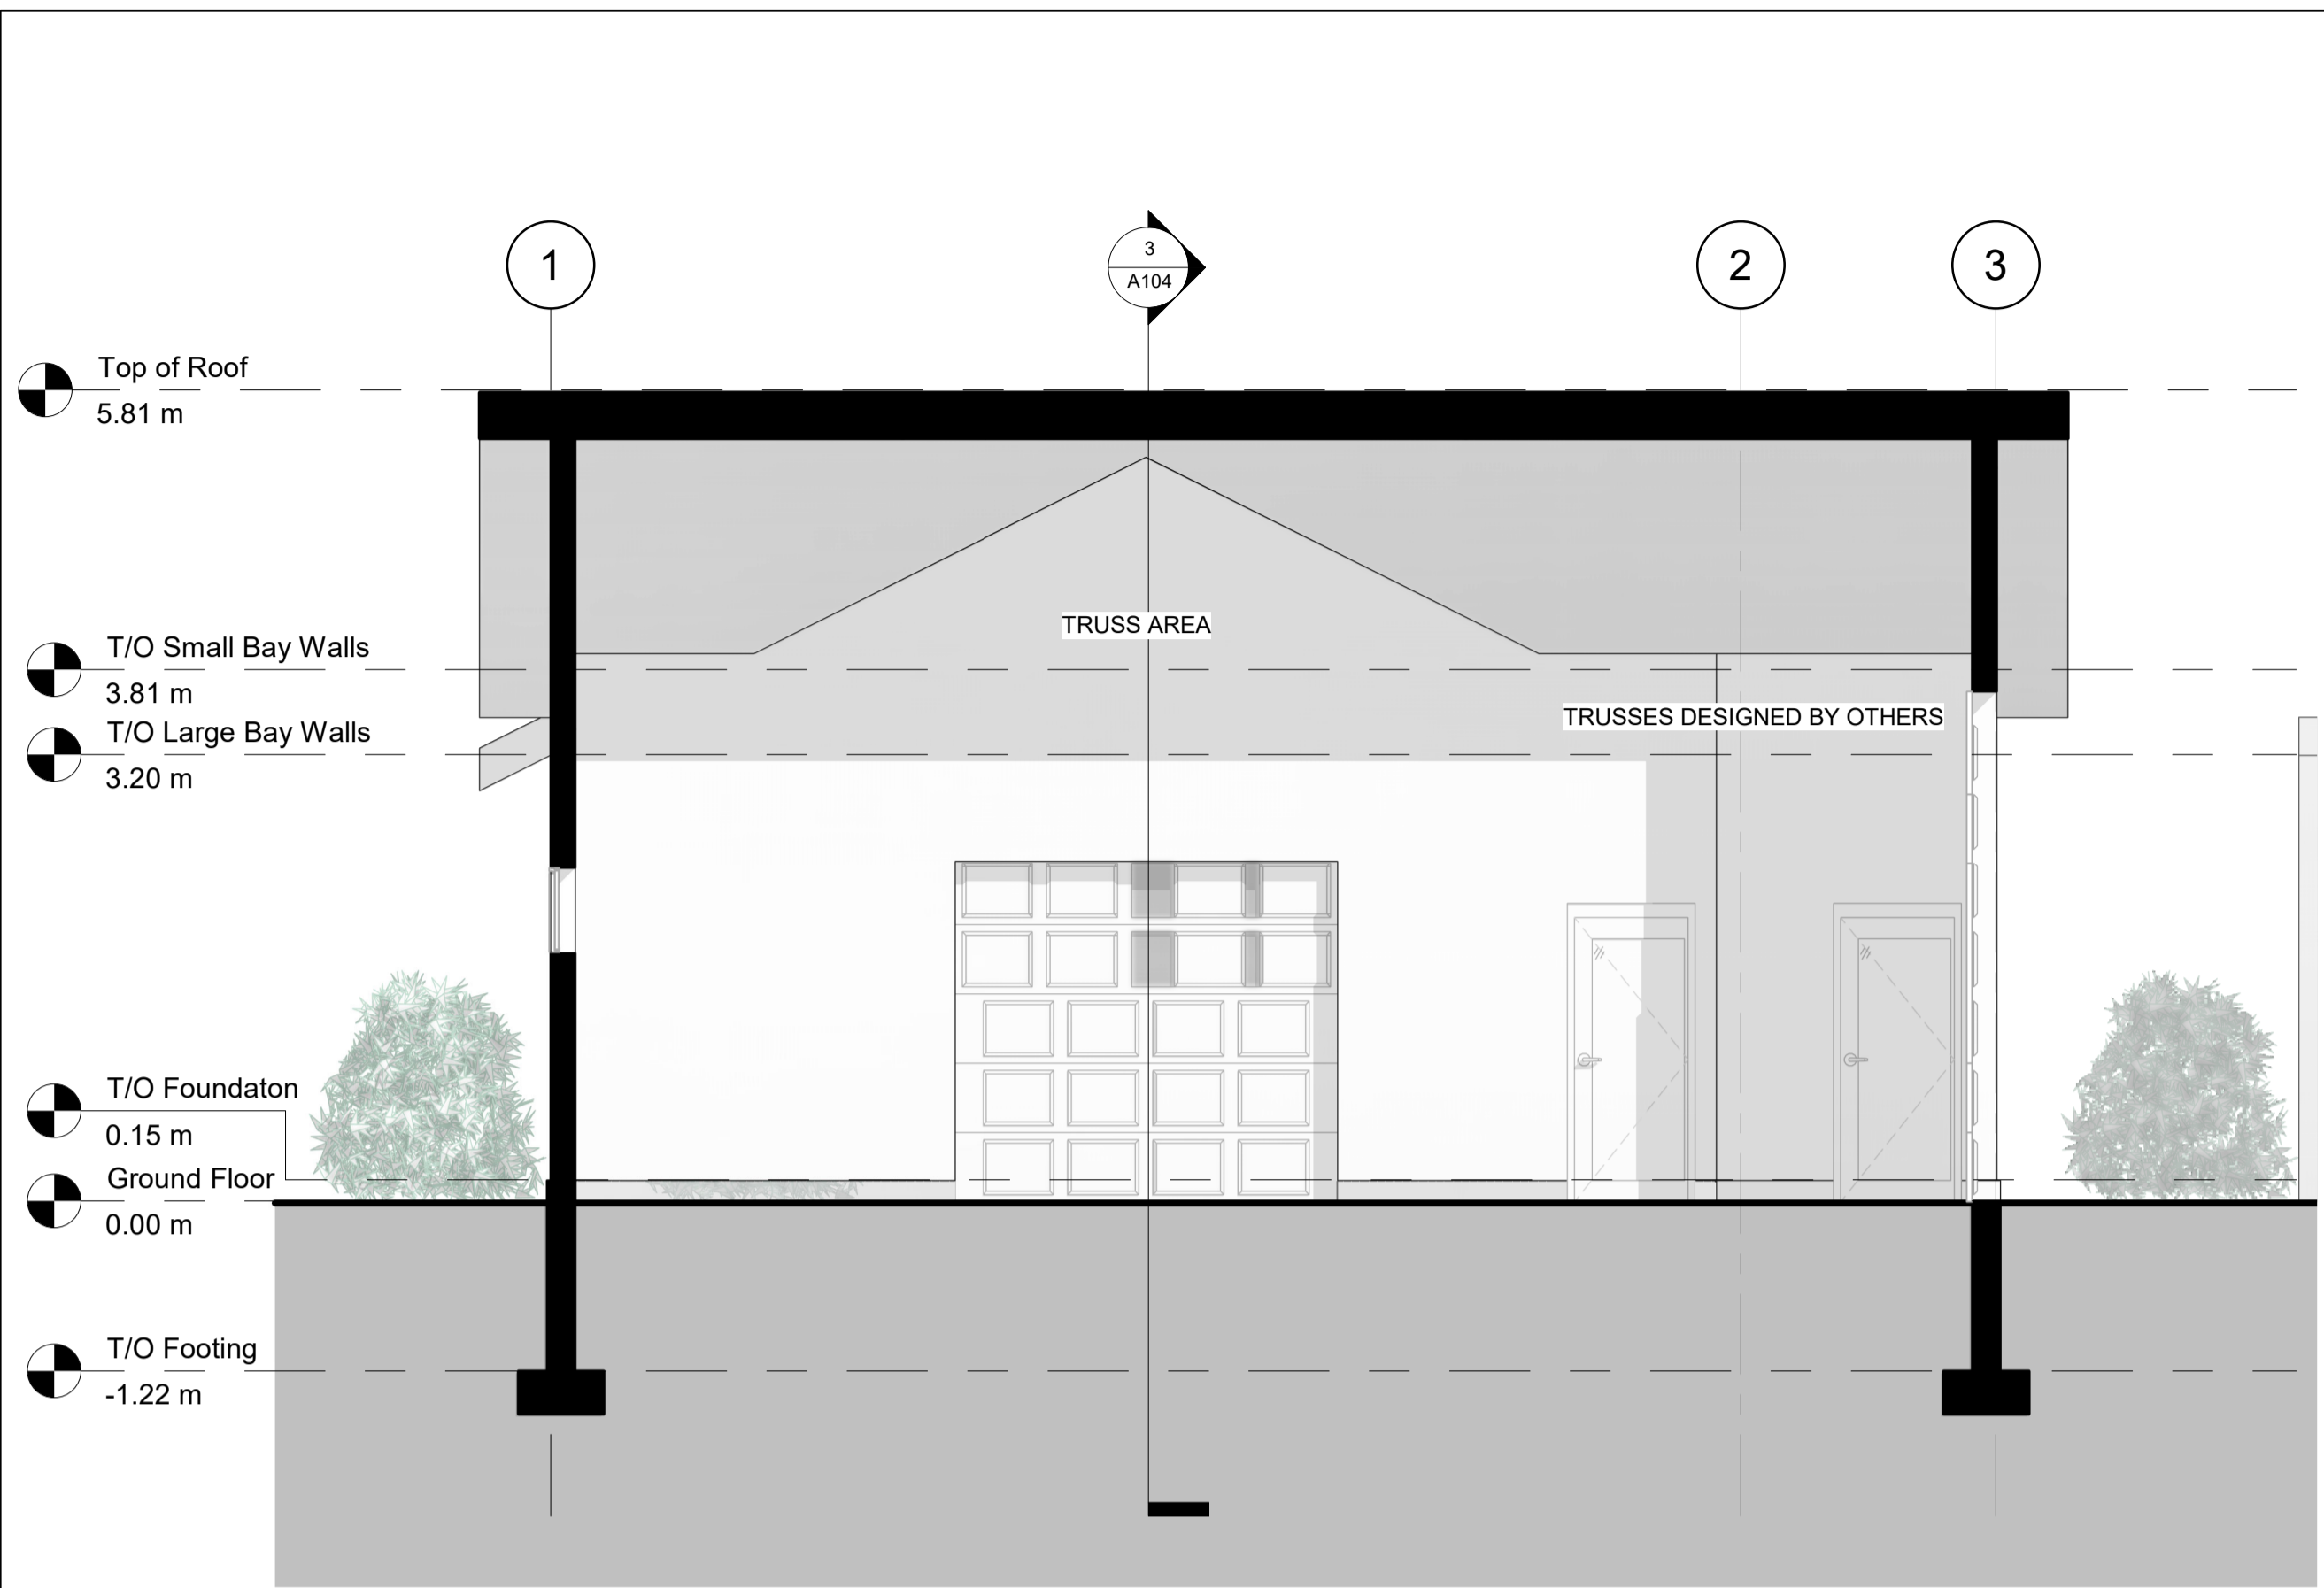 1
3
A104
2
3
Top of Roof
5.81 m
TRUSS AREA
T/O Small Bay Walls
3.81 m
TRUSSES DESIGNED BY OTHERS
T/O Large Bay Walls
3.20 m
T/O Foundaton
0.15 m
Ground Floor
0.00 m
T/O Footing
-1.22 m